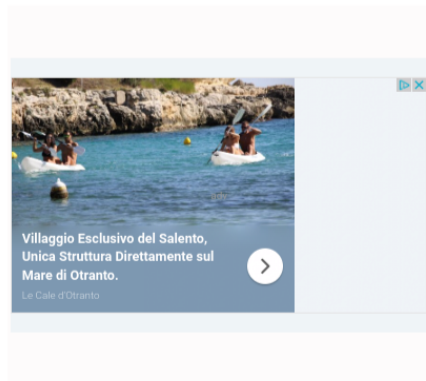 Villaggio Esclusivo del Salento,
Unica Struttura Direttamente sul
Mare di Otranto.
Le Cale d'Otranto